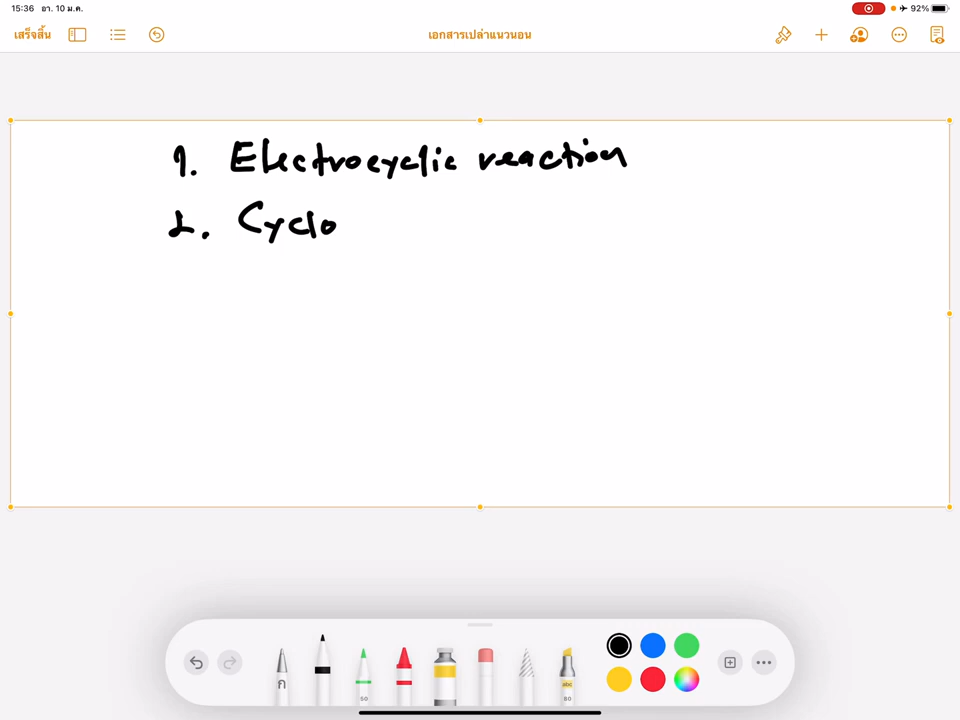 15:36 อา. 10 ม.ค. 92%
เสร็จสิ้น เอกสารเปล่าแนวนอน
1. Electrocyclic reaction
2. Cyclo
ก 50 abc 80